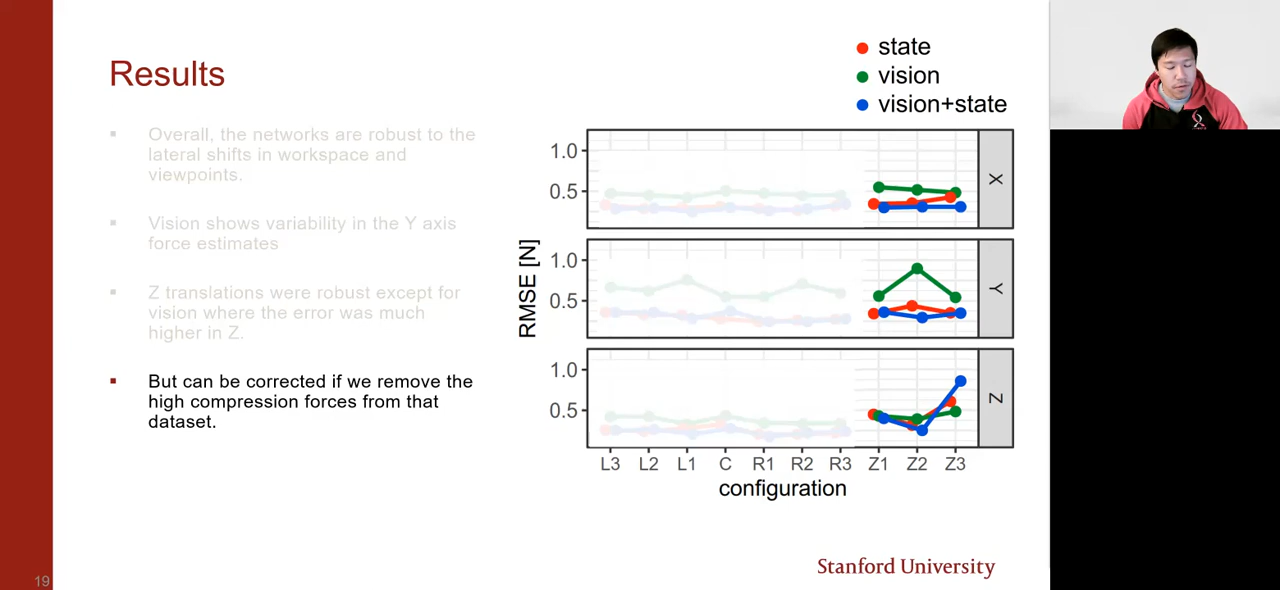 Results
▪ Overall, the networks are robust to the
lateral shifts in workspace and
viewpoints.
▪ Vision shows variability in the Y axis
force estimates
▪ Z translations were robust except for
vision where the error was much
higher in Z.
▪ But can be corrected if we remove the
high compression forces from that
dataset.
state
vision
vision+state
1.0
0.5
X
1.0
0.5
Y
1.0
0.5
Z
RMSE [N]
L3 L2 L1 C R1 R2 R3 Z1 Z2 Z3
configuration
Stanford University
19